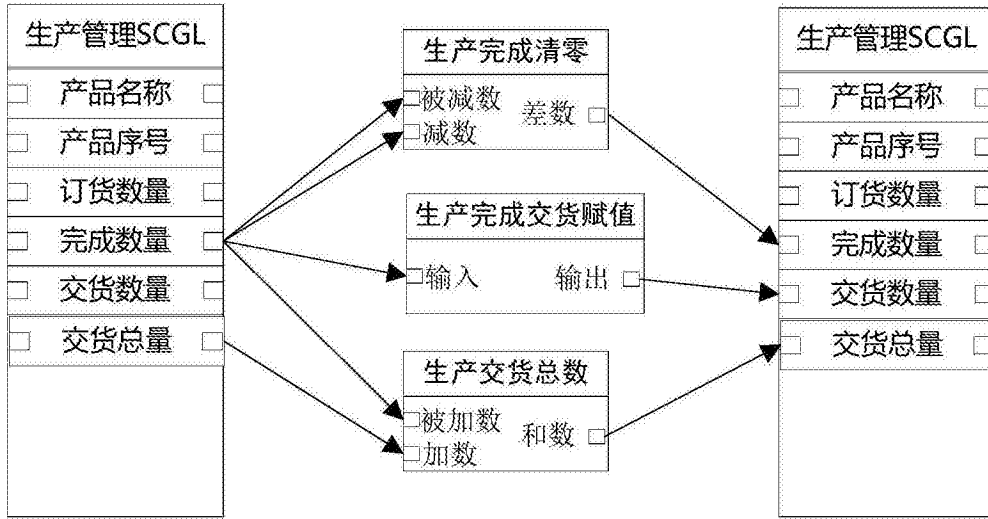 生产管理SCGL
产品名称
产品序号
订货数量
完成数量
交货数量
交货总量
生产完成清零
被减数
差数
减数
生产完成交货赋值
输入
输出
生产交货总数
被加数
和数
加数
生产管理SCGL
产品名称
产品序号
订货数量
完成数量
交货数量
交货总量